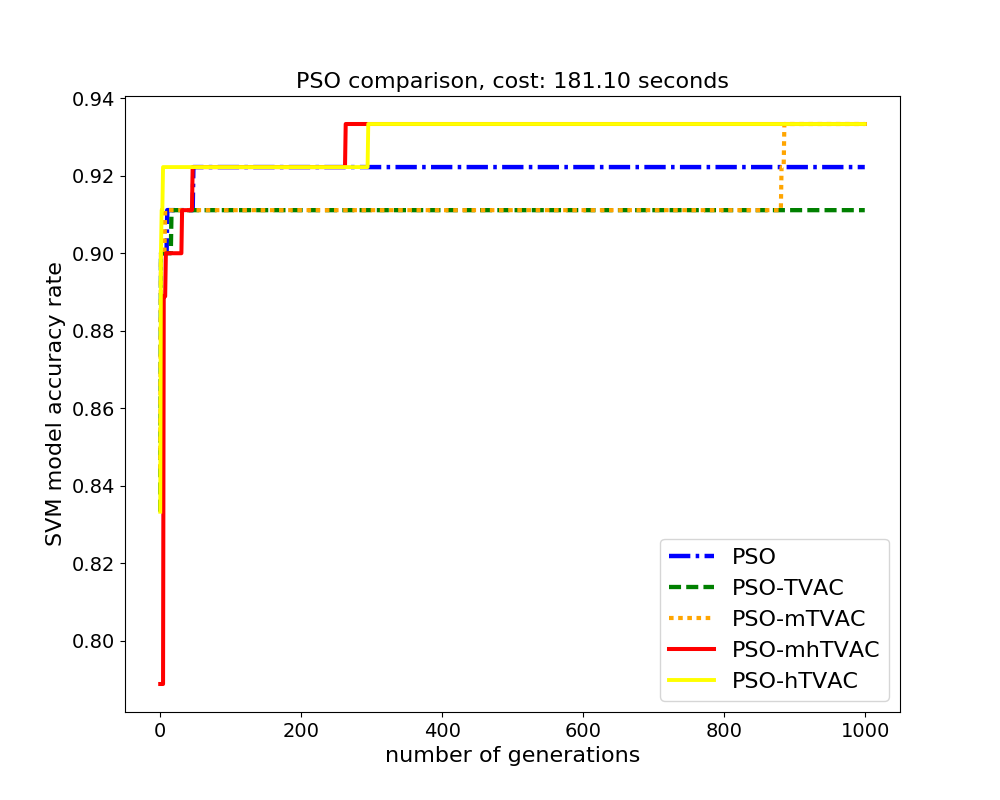 PSO comparison, cost: 181.10 seconds
0.94
0.92
0.90
0.88
0.86
0.84
0.82
0.80
SVM model accuracy rate
0 200 400 600 800 1000
number of generations
PSO
PSO-TVAC
PSO-mTVAC
PSO-mhTVAC
PSO-hTVAC